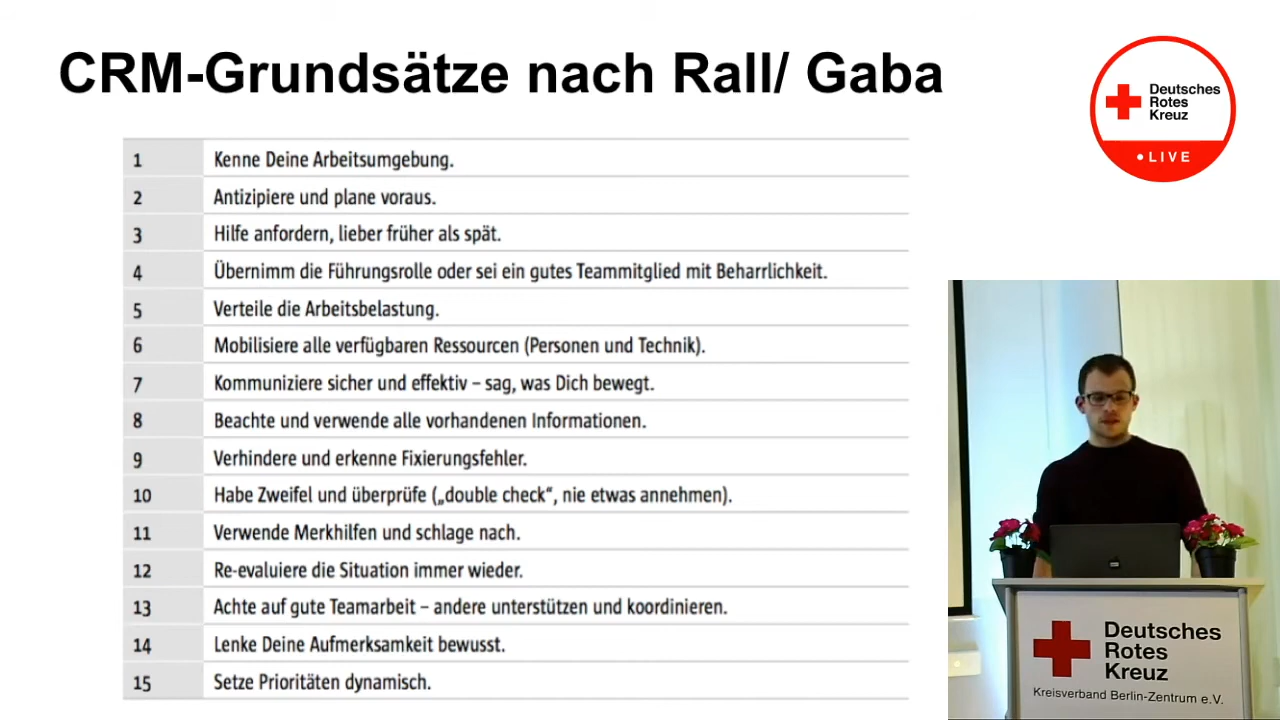 CRM-Grundsätze nach Rall/ Gaba
Deutsches
Rotes
Kreuz
LIVE
1 Kenne Deine Arbeitsumgebung.
2 Antizipiere und plane voraus.
3 Hilfe anfordern, lieber früher als spät.
4 Übernimm die Führungsrolle oder sei ein gutes Teammitglied mit Beharrlichkeit.
5 Verteile die Arbeitsbelastung.
6 Mobilisiere alle verfügbaren Ressourcen (Personen und Technik).
7 Kommuniziere sicher und effektiv – sag, was Dich bewegt.
8 Beachte und verwende alle vorhandenen Informationen.
9 Verhindere und erkenne Fixierungsfehler.
10 Habe Zweifel und überprüfe („double check“, nie etwas annehmen).
11 Verwende Merkhilfen und schlage nach.
12 Re-evaluiere die Situation immer wieder.
13 Achte auf gute Teamarbeit – andere unterstützen und koordinieren.
14 Lenke Deine Aufmerksamkeit bewusst.
15 Setze Prioritäten dynamisch.
Deutsches
Rotes
Kreuz
Kreisverband Berlin-Zentrum e.V.